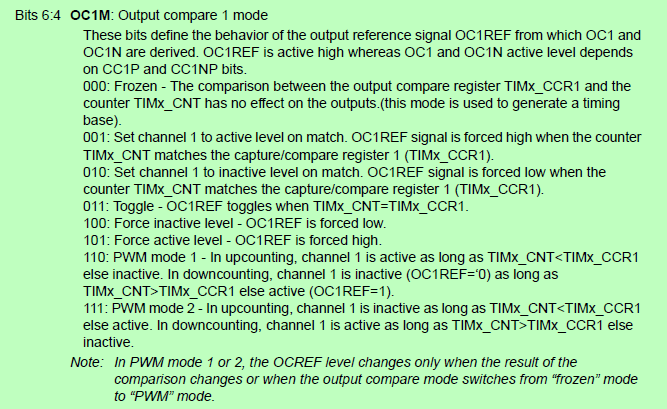 Bits 6:4 OC1M: Output compare 1 mode
These bits define the behavior of the output reference signal OC1REF from which OC1 and
OC1N are derived. OC1REF is active high whereas OC1 and OC1N active level depends
on CC1P and CC1NP bits.
000: Frozen - The comparison between the output compare register TIMx_CCR1 and the
counter TIMx_CNT has no effect on the outputs.(this mode is used to generate a timing
base).
001: Set channel 1 to active level on match. OC1REF signal is forced high when the counter
TIMx_CNT matches the capture/compare register 1 (TIMx_CCR1).
010: Set channel 1 to inactive level on match. OC1REF signal is forced low when the
counter TIMx_CNT matches the capture/compare register 1 (TIMx_CCR1).
011: Toggle - OC1REF toggles when TIMx_CNT=TIMx_CCR1.
100: Force inactive level - OC1REF is forced low.
101: Force active level - OC1REF is forced high.
110: PWM mode 1 - In upcounting, channel 1 is active as long as TIMx_CNT<TIMx_CCR1
else inactive. In downcounting, channel 1 is inactive (OC1REF=‘0) as long as
TIMx_CNT>TIMx_CCR1 else active (OC1REF=1).
111: PWM mode 2 - In upcounting, channel 1 is inactive as long as TIMx_CNT<TIMx_CCR1
else active. In downcounting, channel 1 is active as long as TIMx_CNT>TIMx_CCR1 else
inactive.
Note: In PWM mode 1 or 2, the OCREF level changes only when the result of the
comparison changes or when the output compare mode switches from “frozen” mode
to “PWM” mode.